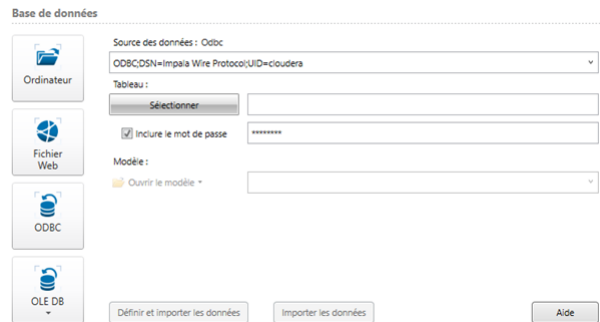 Base de données
Ordinateur
Fichier
Web
ODBC
OLE DB
Source des données : Odbc
ODBC;DSN=Impala Wire Protocol;UID=cloudera
Tableau :
Sélectionner
Inclure le mot de passe
********
Modèle :
Ouvrir le modèle
Définir et importer les données
Importer les données
Aide